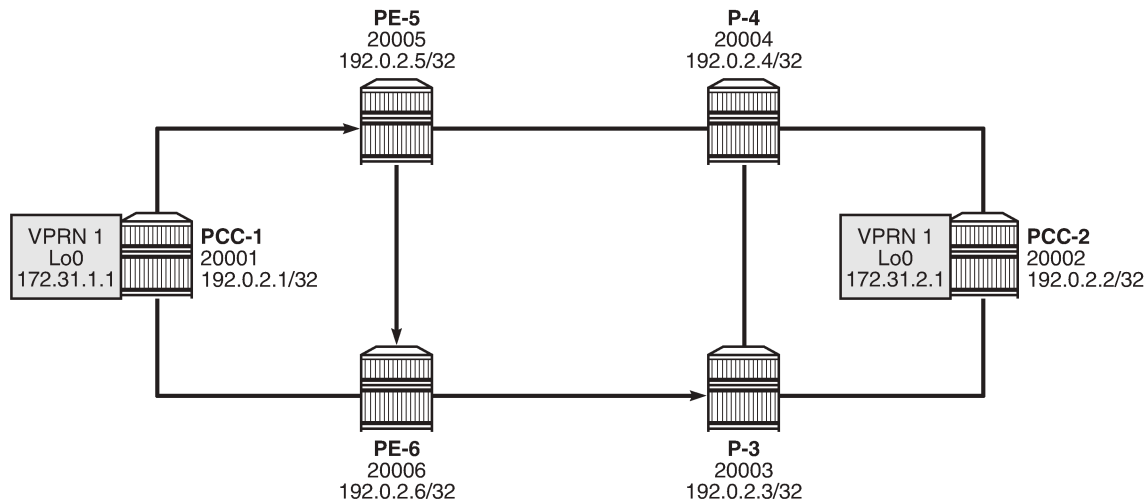 PE-5
20005
192.0.2.5/32
P-4
20004
192.0.2.4/32
VPRN 1
Lo0
172.31.1.1
PCC-1
20001
192.0.2.1/32
VPRN 1
Lo0
172.31.2.1
PCC-2
20002
192.0.2.2/32
PE-6
20006
192.0.2.6/32
P-3
20003
192.0.2.3/32